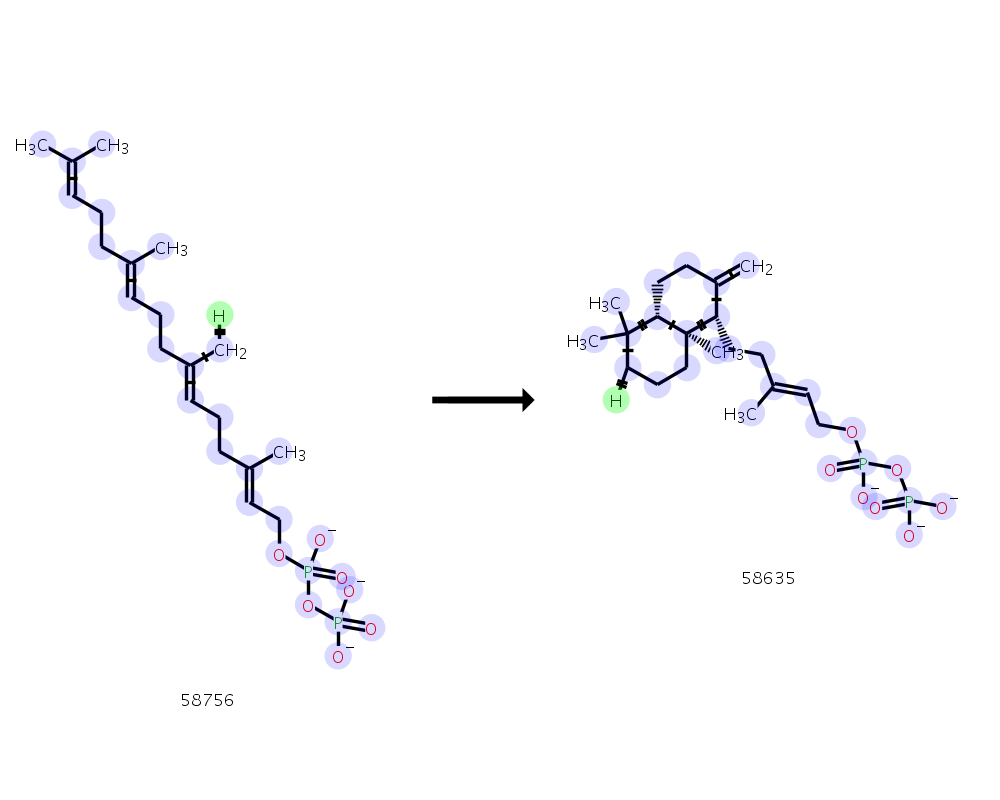 H3C CH3
CH3
H
CH2
CH3
O O−
P O
O O−
P O
O−
58756
CH2
H3C
H3C
CH3
H
H3C
O
O P O
O− O P O−
O−
58635